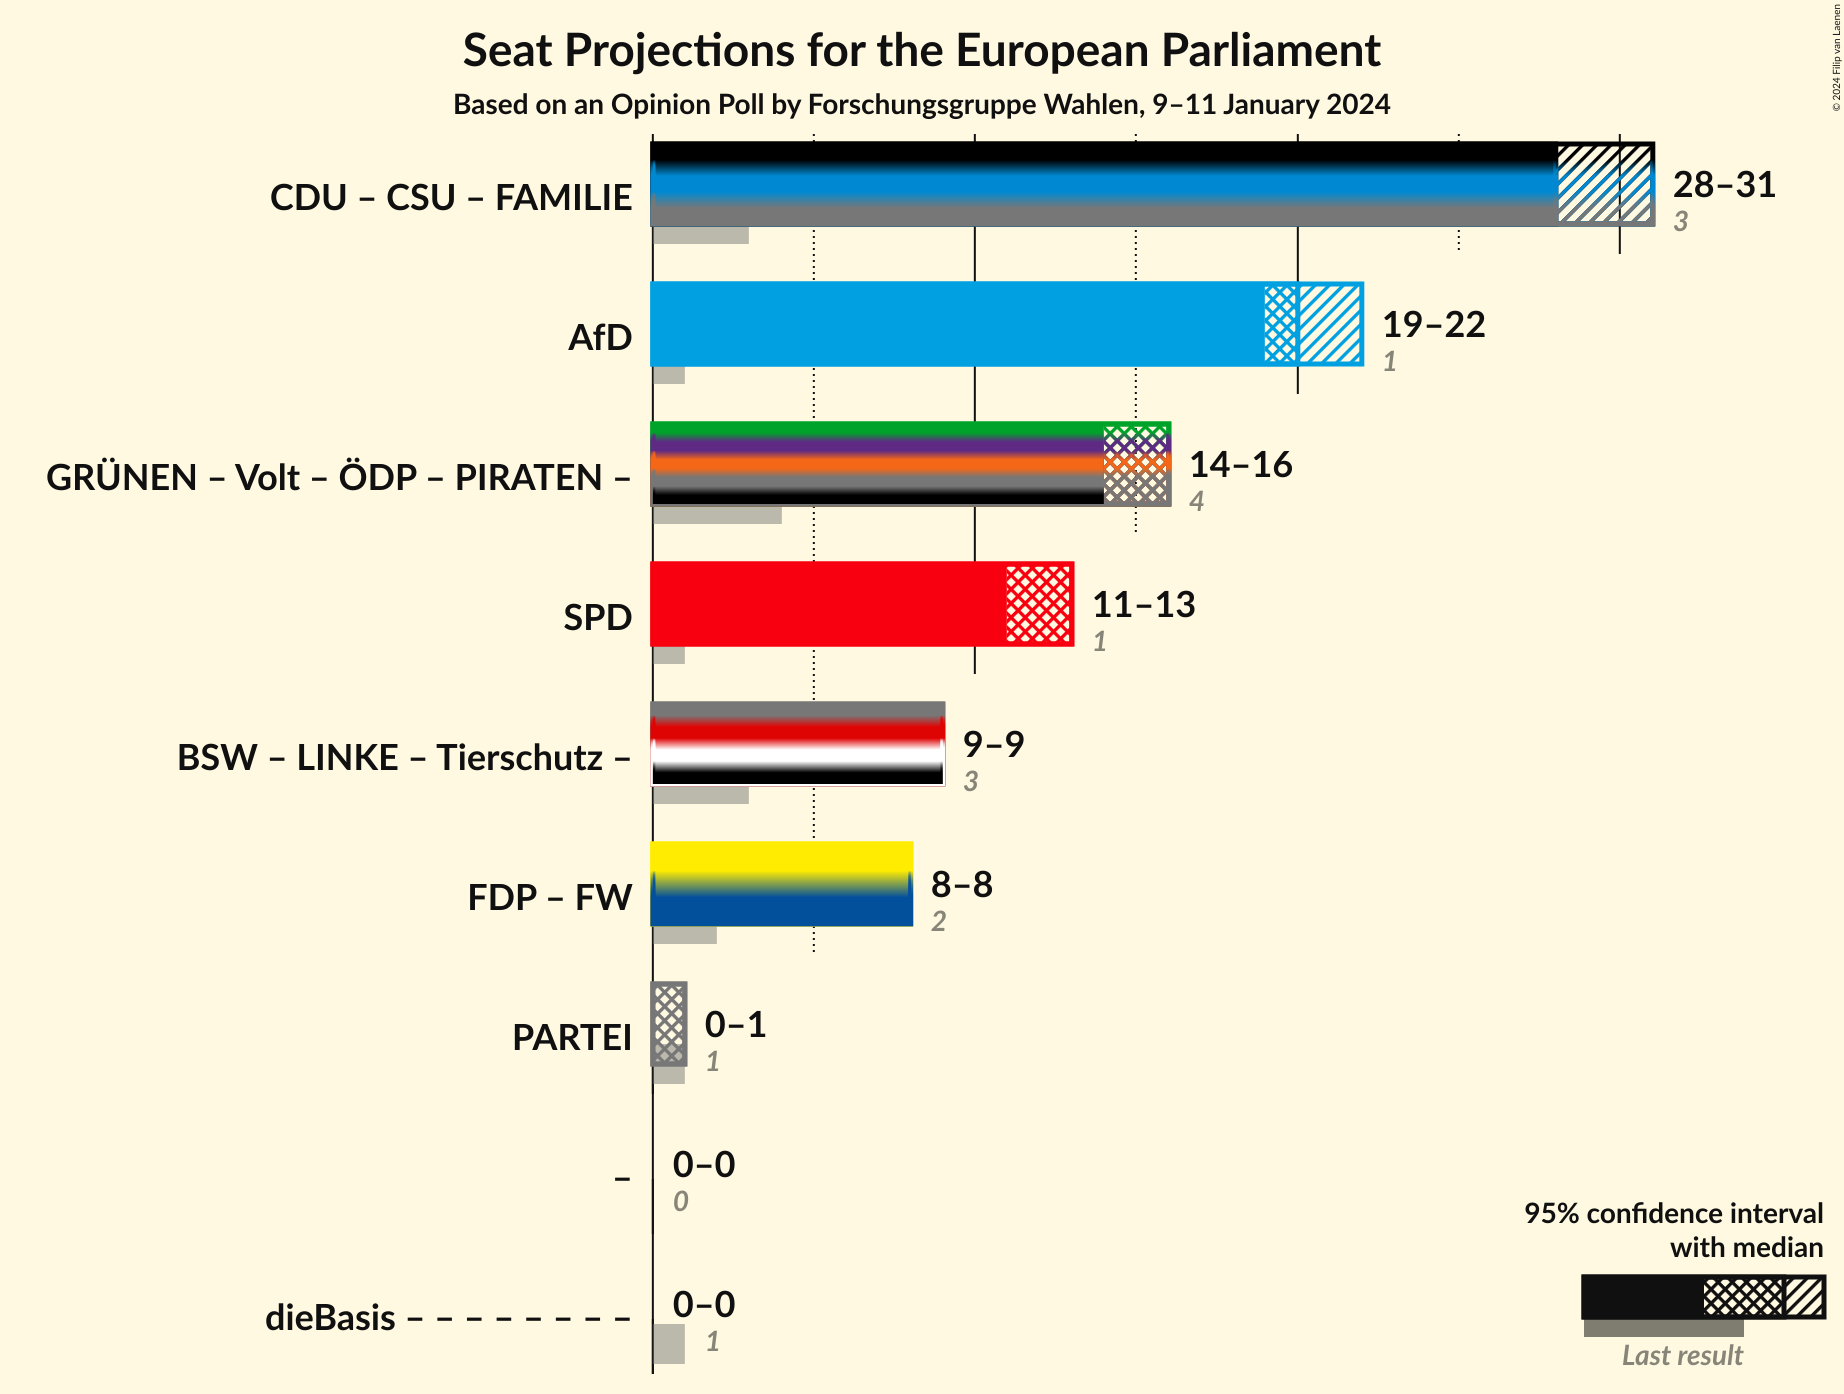 Seat Projections for the European Parliament
Based on an Opinion Poll by Forschungsgruppe Wahlen, 9–11 January 2024
© 2024 Filip van Laenen
CDU – CSU – FAMILIE
28–31
3
AfD
19–22
1
GRÜNEN – Volt – ÖDP – PIRATEN –
14–16
4
SPD
11–13
1
BSW – LINKE – Tierschutz –
9–9
3
FDP – FW
8–8
2
PARTEI
0–1
1
–
0–0
0
dieBasis – – – – – – – –
0–0
1
95% confidence interval
with median
Last result